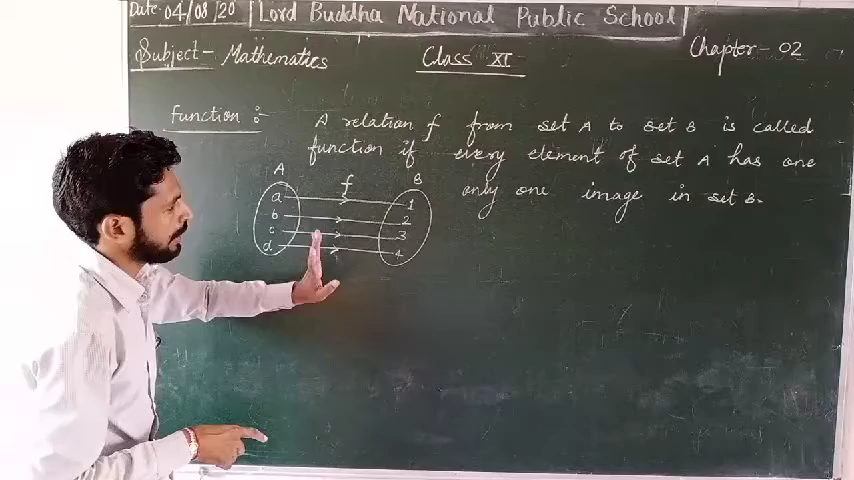 Date: 04/08/20 Lord Buddha National Public School
Subject - Mathematics Class XI Chapter - 02
function :- A relation f from set A to set B is called
function if every element of set A has one
only one image in set B.
A f B
a 1
b 2
c 3
d 4